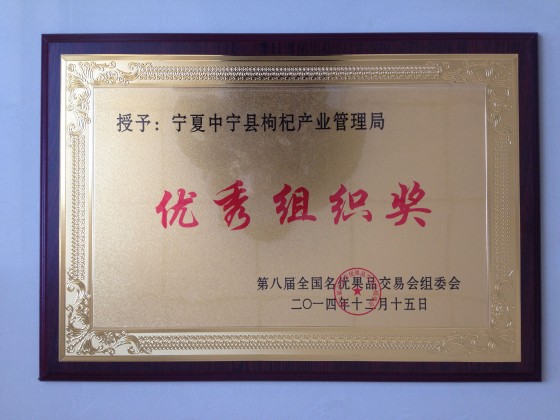 授予：宁夏中宁县枸杞产业管理局
优秀组织奖
第八届全国名优果品交易会组委会
二〇一四年十二月十五日